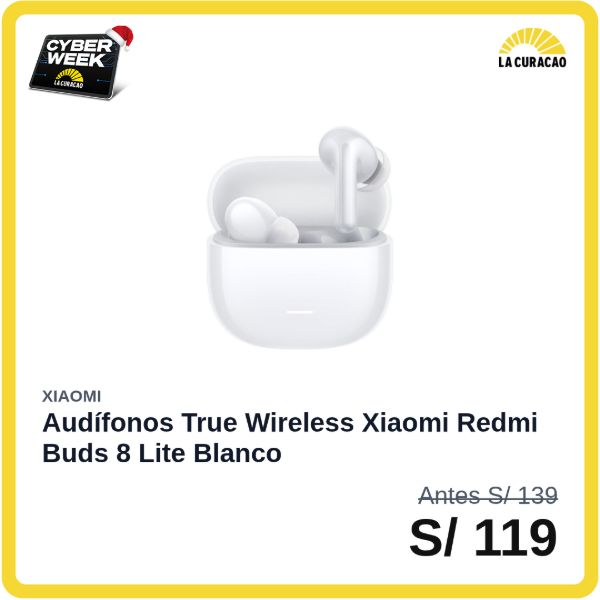 CYBER
WEEK
LA CURACAO
LA CURACAO
XIAOMI
Audífonos True Wireless Xiaomi Redmi
Buds 8 Lite Blanco
Antes S/ 139
S/ 119